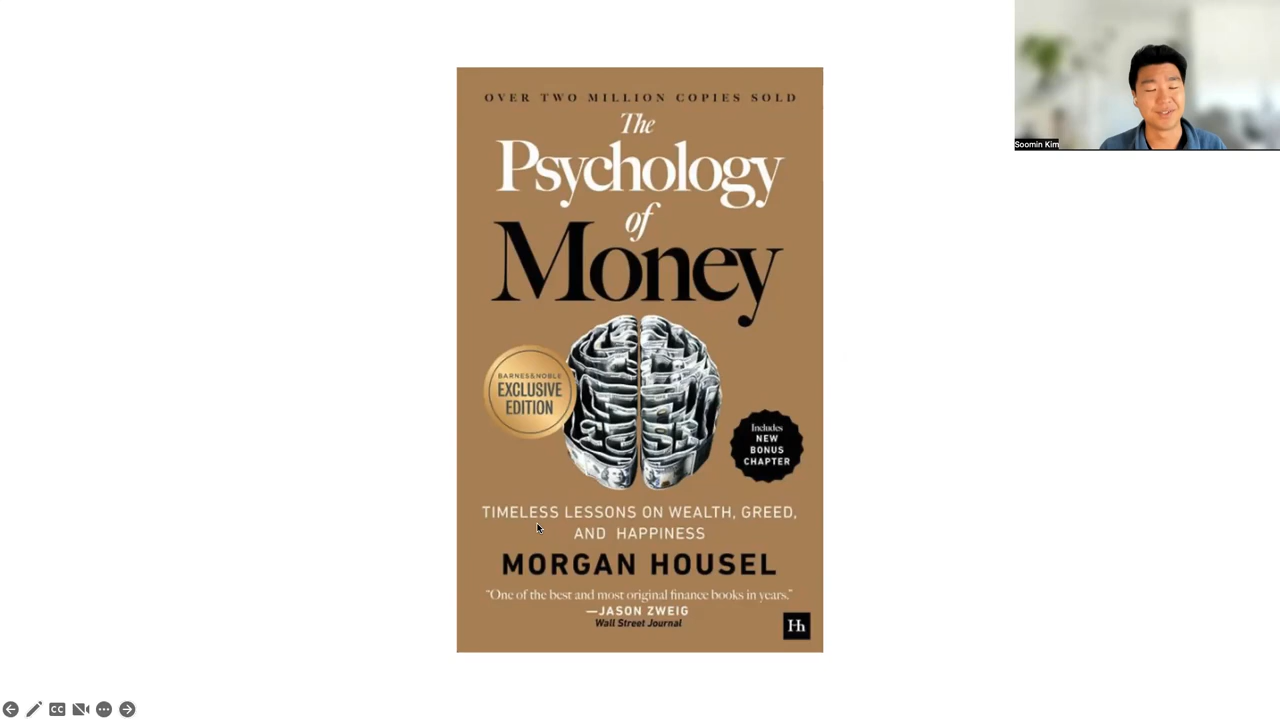 OVER TWO MILLION COPIES SOLD
The
Psychology
of
Money
BARNES&NOBLE
EXCLUSIVE
EDITION
Includes
NEW
BONUS
CHAPTER
TIMELESS LESSONS ON WEALTH, GREED,
AND HAPPINESS
MORGAN HOUSEL
“One of the best and most original finance books in years.”
—JASON ZWEIG
Wall Street Journal
Hh
Soomin Kim
CC